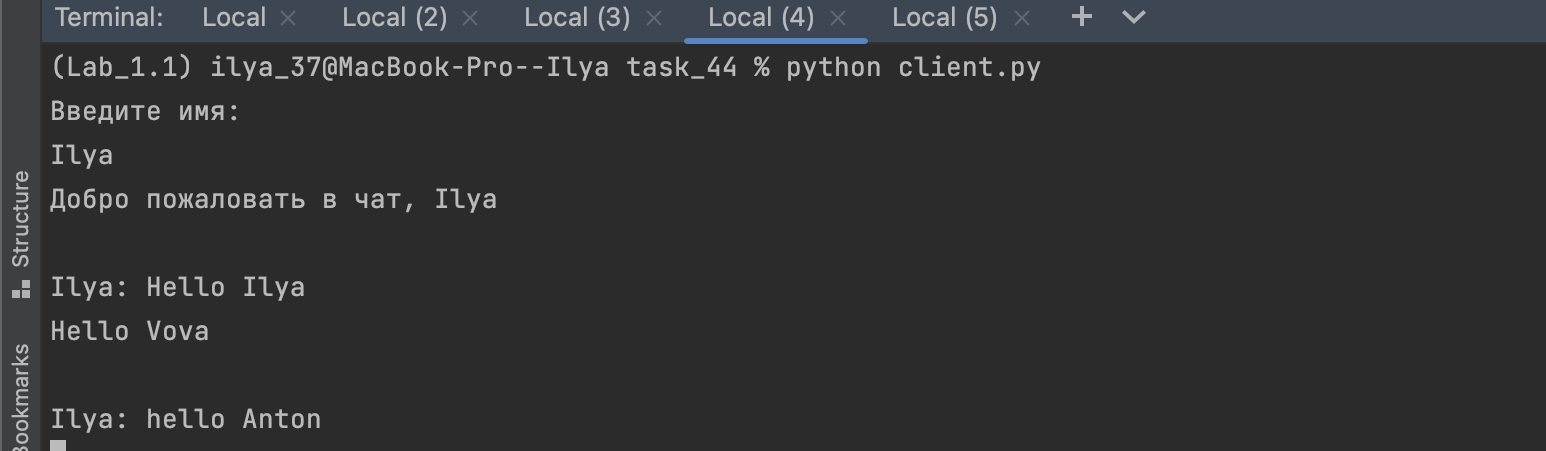 Terminal: Local Local (2) Local (3) Local (4) Local (5)
(Lab_1.1) ilya_37@MacBook-Pro--Ilya task_44 % python client.py
Введите имя:
Ilya
Добро пожаловать в чат, Ilya
Ilya: Hello Ilya
Hello Vova
Ilya: hello Anton
Structure
Bookmarks